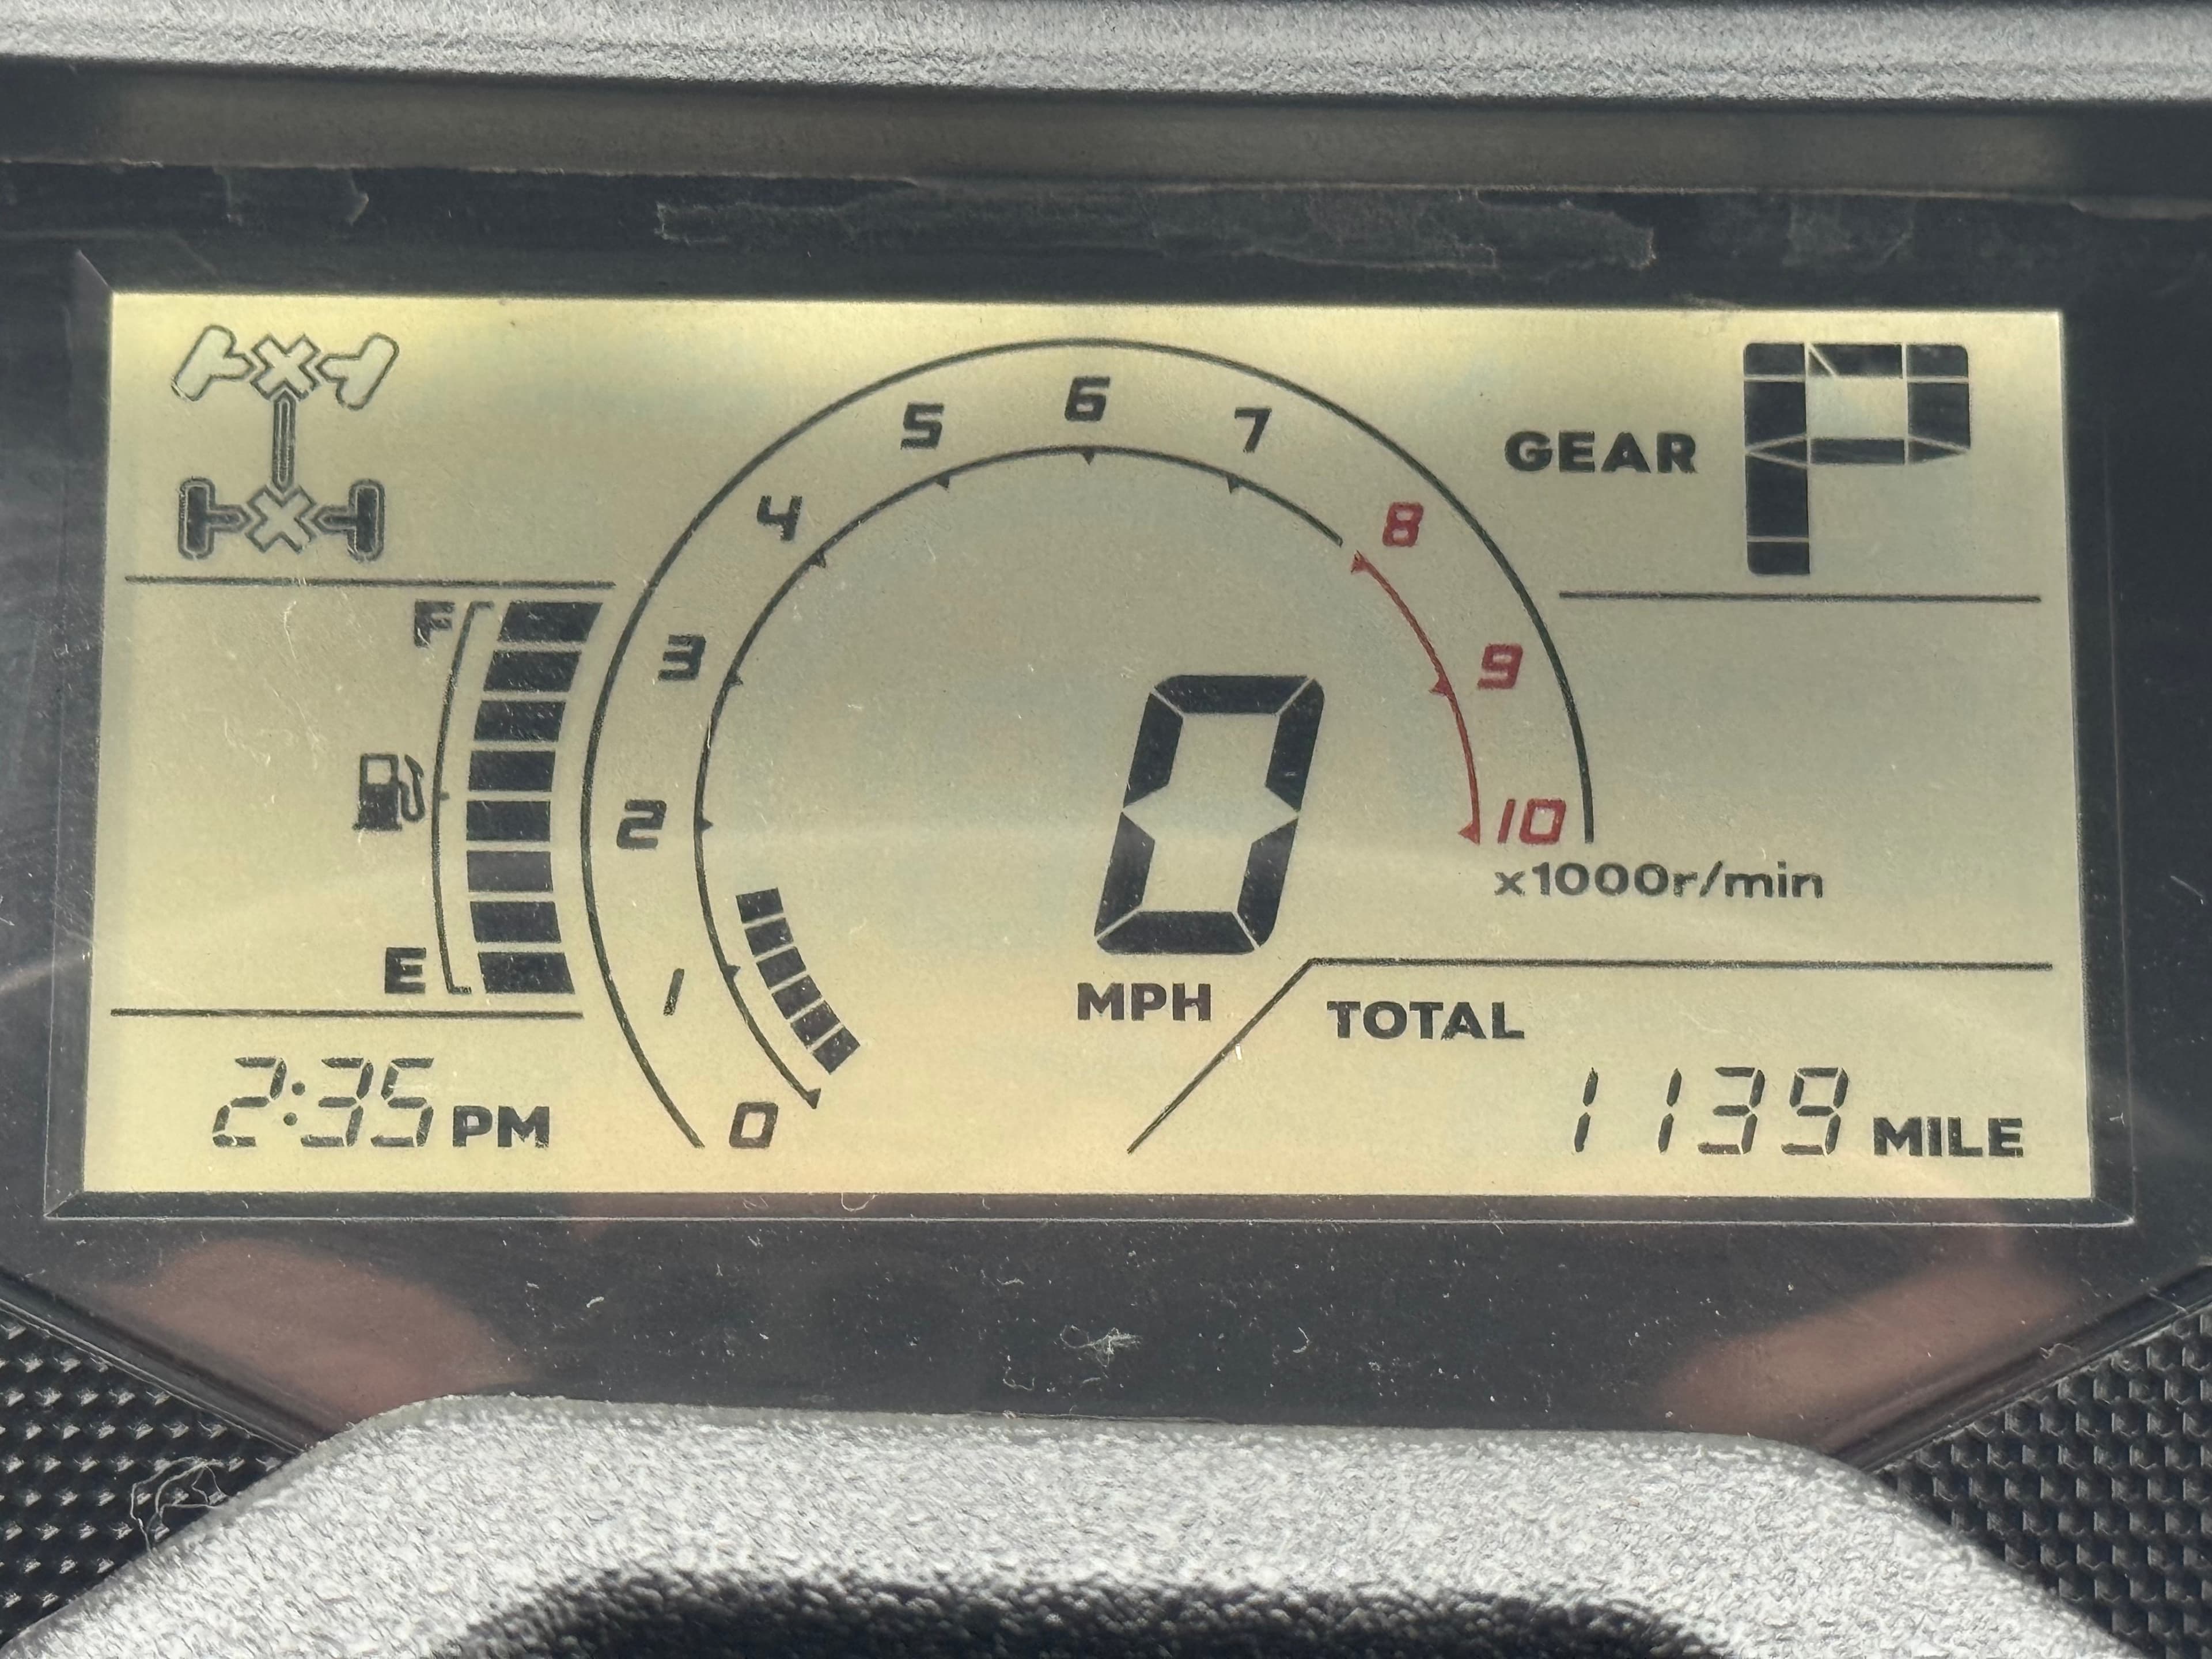 6
5
7
4
8
GEAR P
F
3
9
2
10
x1000r/min
0
MPH
E
1
TOTAL
2:35 PM
0
1139 MILE